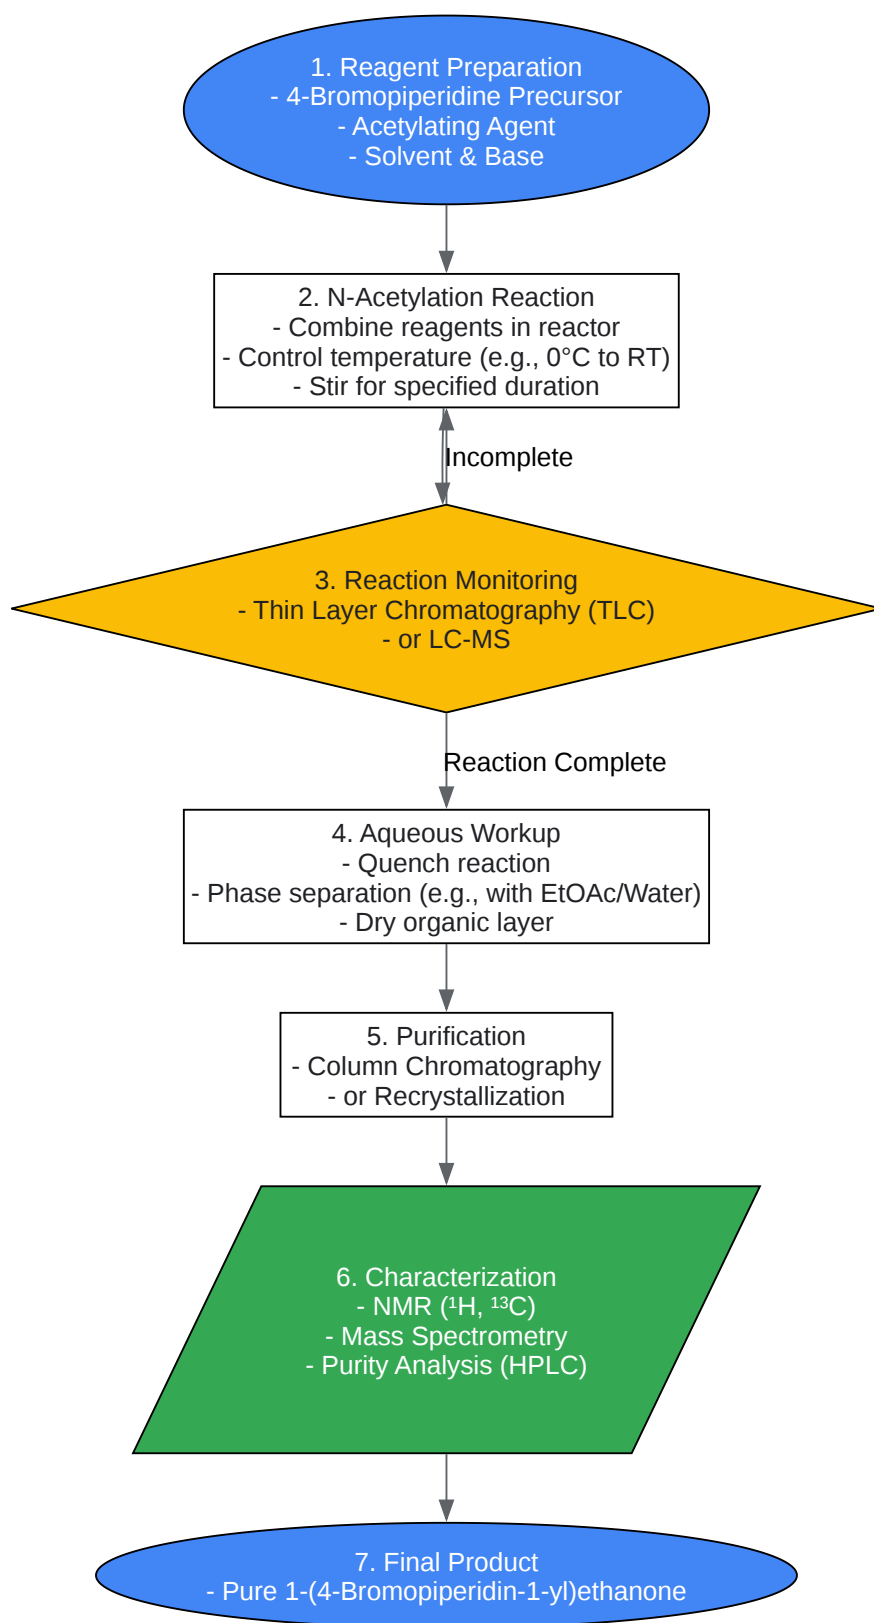 1. Reagent Preparation
- 4-Bromopiperidine Precursor
- Acetylating Agent
- Solvent & Base
2. N-Acetylation Reaction
- Combine reagents in reactor
- Control temperature (e.g., 0°C to RT)
- Stir for specified duration
Incomplete
3. Reaction Monitoring
- Thin Layer Chromatography (TLC)
- or LC-MS
Reaction Complete
4. Aqueous Workup
- Quench reaction
- Phase separation (e.g., with EtOAc/Water)
- Dry organic layer
5. Purification
- Column Chromatography
- or Recrystallization
6. Characterization
- NMR (¹H, ¹³C)
- Mass Spectrometry
- Purity Analysis (HPLC)
7. Final Product
- Pure 1-(4-Bromopiperidin-1-yl)ethanone